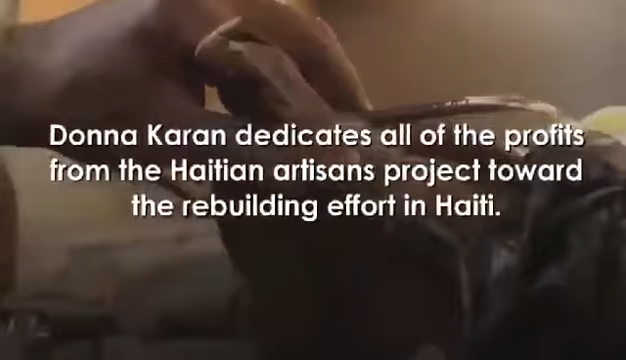 Donna Karan dedicates all of the profits
from the Haitian artisans project toward
the rebuilding effort in Haiti.